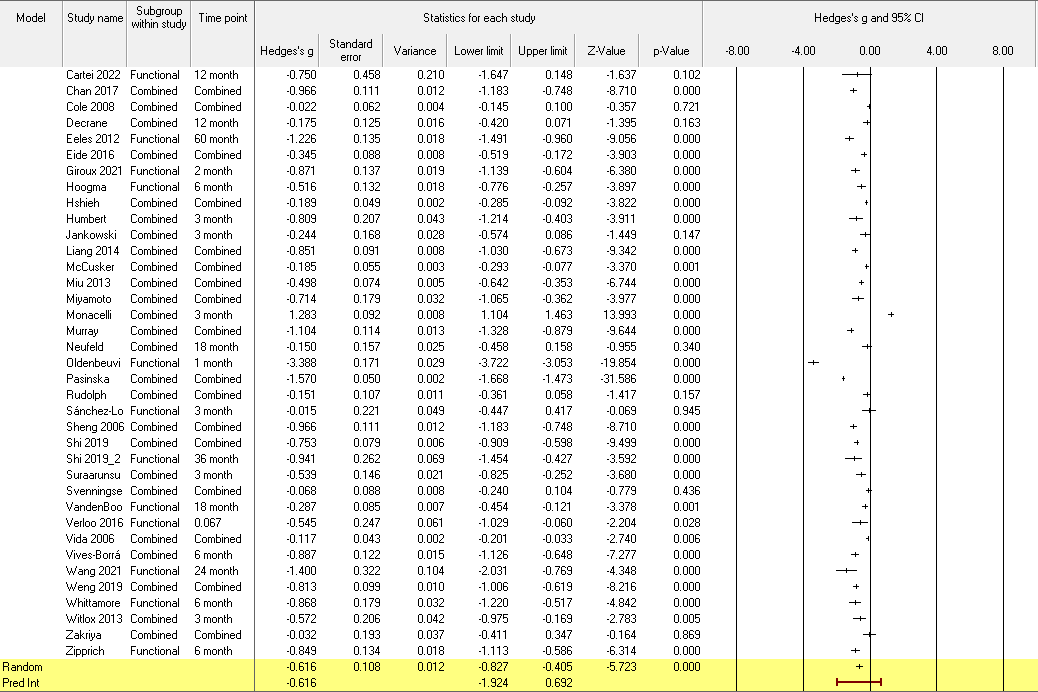 Model Study name Subgroup within study Time point Statistics for each study Hedges's g and 95% CI
Hedges's g Standard error Variance Lower limit Upper limit Z-Value p-Value -8.00 -4.00 0.00 4.00 8.00
Cartei 2022 Functional 12 month -0.750 0.458 0.210 -1.647 0.148 -1.637 0.102
Chan 2017 Combined Combined -0.966 0.111 0.012 -1.183 -0.748 -8.710 0.000
Cole 2008 Combined Combined -0.022 0.062 0.004 -0.145 0.100 -0.357 0.721
Decrane Combined 12 month -0.175 0.125 0.016 -0.420 0.071 -1.395 0.163
Eeles 2012 Functional 60 month -1.226 0.135 0.018 -1.491 -0.960 -9.056 0.000
Eide 2016 Combined Combined -0.345 0.088 0.008 -0.519 -0.172 -3.903 0.000
Giroux 2021 Functional 2 month -0.871 0.137 0.019 -1.139 -0.604 -6.380 0.000
Hoogma Functional 6 month -0.516 0.132 0.018 -0.776 -0.257 -3.897 0.000
Hshieh Combined Combined -0.189 0.049 0.002 -0.285 -0.092 -3.822 0.000
Humbert Combined 3 month -0.809 0.207 0.043 -1.214 -0.403 -3.911 0.000
Jankowski Combined 3 month -0.244 0.168 0.028 -0.574 0.086 -1.449 0.147
Liang 2014 Combined Combined -0.851 0.091 0.008 -1.030 -0.673 -9.342 0.000
McCusker Combined Combined -0.185 0.055 0.003 -0.293 -0.077 -3.370 0.001
Miu 2013 Combined Combined -0.498 0.074 0.005 -0.642 -0.353 -6.744 0.000
Miyamoto Combined Combined -0.714 0.179 0.032 -1.065 -0.362 -3.977 0.000
Monacelli Combined 3 month 1.283 0.092 0.008 1.104 1.463 13.993 0.000
Murray Combined Combined -1.104 0.114 0.013 -1.328 -0.879 -9.644 0.000
Neufeld Combined 18 month -0.150 0.157 0.025 -0.458 0.158 -0.955 0.340
Oldenbeuvi Functional 1 month -3.388 0.171 0.029 -3.722 -3.053 -19.854 0.000
Pasinska Combined Combined -1.570 0.050 0.002 -1.668 -1.473 -31.586 0.000
Rudolph Combined Combined -0.151 0.107 0.011 -0.361 0.058 -1.417 0.157
Sánchez-Lo Functional 3 month -0.015 0.221 0.049 -0.447 0.417 -0.069 0.945
Sheng 2006 Combined Combined -0.966 0.111 0.012 -1.183 -0.748 -8.710 0.000
Shi 2019 Combined Combined -0.753 0.079 0.006 -0.909 -0.598 -9.499 0.000
Shi 2019_2 Functional 36 month -0.941 0.262 0.069 -1.454 -0.427 -3.592 0.000
Suraarunsu Combined 3 month -0.539 0.146 0.021 -0.825 -0.252 -3.680 0.000
Svenningse Combined Combined -0.068 0.088 0.008 -0.240 0.104 -0.779 0.436
VandenBoo Functional 18 month -0.287 0.085 0.007 -0.454 -0.121 -3.378 0.001
Verloo 2016 Functional 0.067 -0.545 0.247 0.061 -1.029 -0.060 -2.204 0.028
Vida 2006 Combined Combined -0.117 0.043 0.002 -0.201 -0.033 -2.740 0.006
Vives-Borrá Combined 6 month -0.887 0.122 0.015 -1.126 -0.648 -7.277 0.000
Wang 2021 Functional 24 month -1.400 0.322 0.104 -2.031 -0.769 -4.348 0.000
Weng 2019 Combined Combined -0.813 0.099 0.010 -1.006 -0.619 -8.216 0.000
Whittamore Functional 6 month -0.868 0.179 0.032 -1.220 -0.517 -4.842 0.000
Witlox 2013 Combined 3 month -0.572 0.206 0.042 -0.975 -0.169 -2.783 0.005
Zakriya Combined Combined -0.032 0.193 0.037 -0.411 0.347 -0.164 0.869
Zipprich Functional 6 month -0.849 0.134 0.018 -1.113 -0.586 -6.314 0.000
Random -0.616 0.108 0.012 -0.827 -0.405 -5.723 0.000
Pred Int -0.616 -1.924 0.692